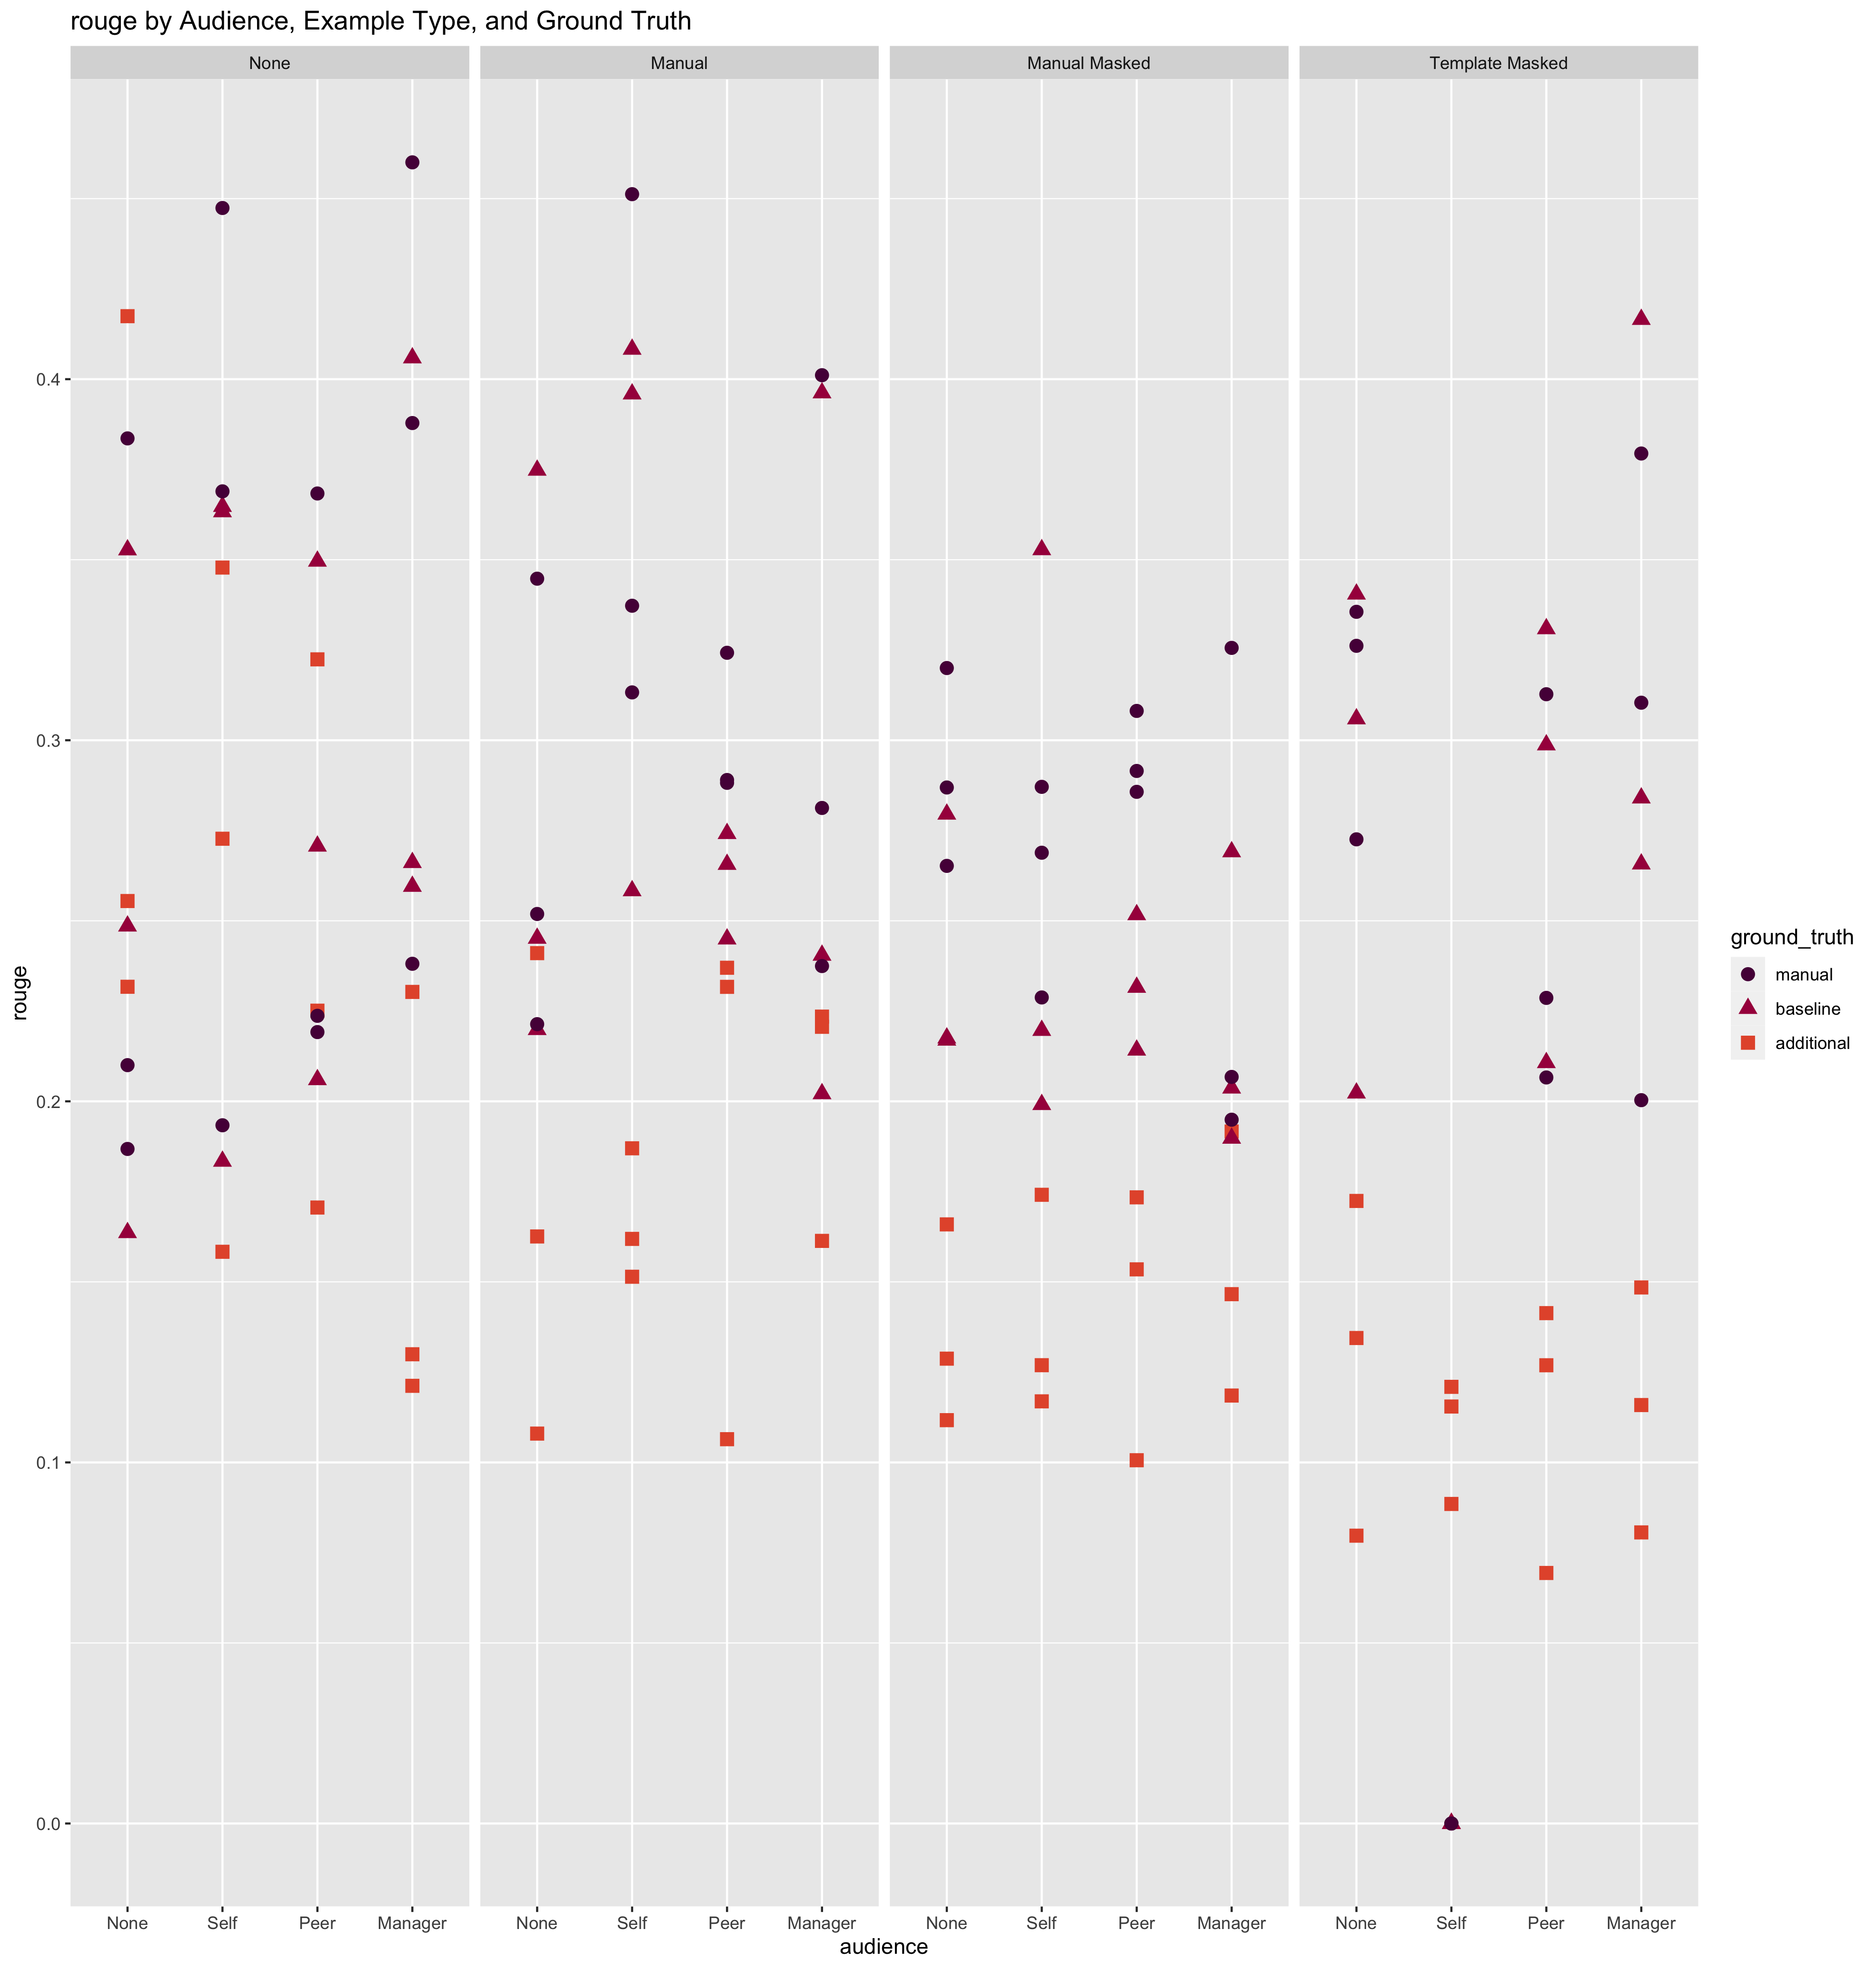 rouge by Audience, Example Type, and Ground Truth
None
Manual
Manual Masked
Template Masked
rouge
0.4
0.3
0.2
0.1
0.0
None Self Peer Manager
None Self Peer Manager
None Self Peer Manager
None Self Peer Manager
audience
ground_truth
manual
baseline
additional